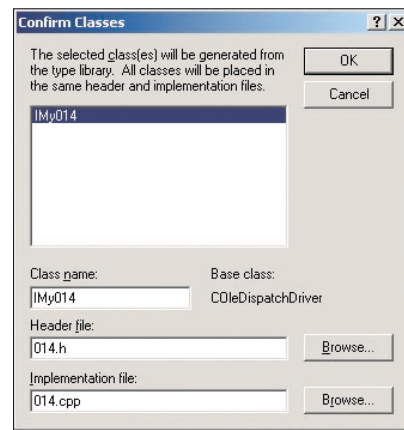 Confirm Classes
The selected class(es) will be generated from
the type library.  All classes will be placed in
the same header and implementation files.
OK
Cancel
IMy014
Class name:
Base class:
IMy014
COleDispatchDriver
Header file:
014.h
Browse...
Implementation file:
014.cpp
Browse...